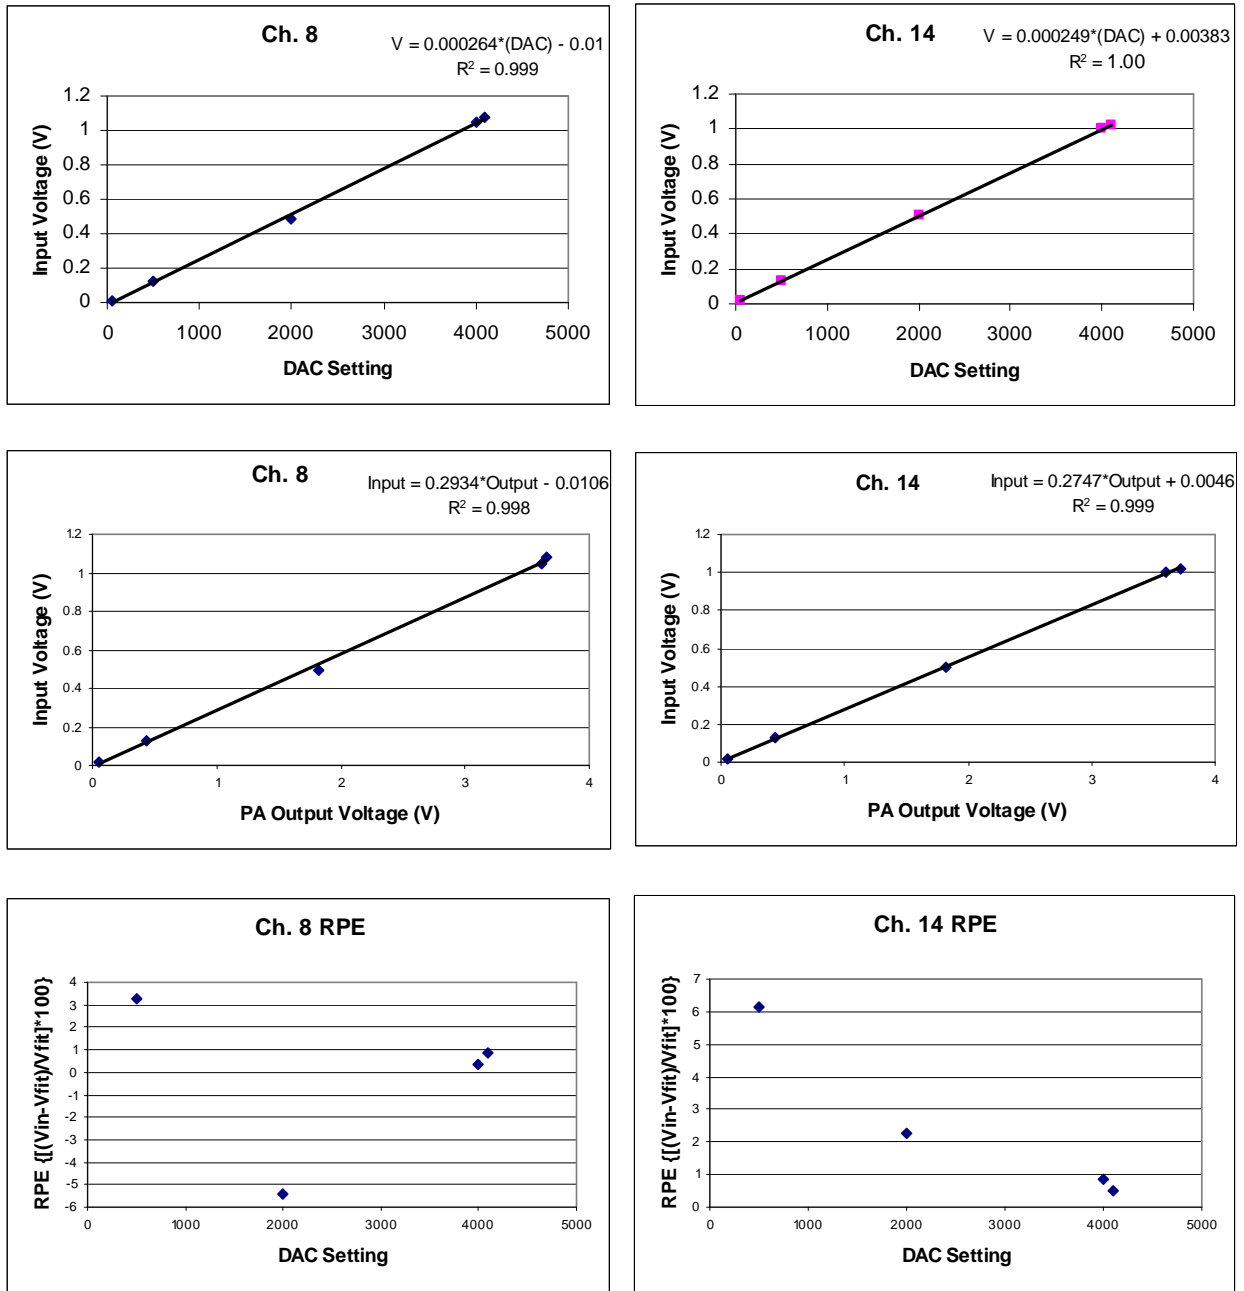 Ch. 8
V = 0.000264*(DAC) - 0.01
R² = 0.999
1.2
1
0.8
0.6
0.4
0.2
0
0 1000 2000 3000 4000 5000
Input Voltage (V)
DAC Setting
Ch. 14
V = 0.000249*(DAC) + 0.00383
R² = 1.00
1.2
1
0.8
0.6
0.4
0.2
0
0 1000 2000 3000 4000 5000
Input Voltage (V)
DAC Setting
Ch. 8
Input = 0.2934*Output - 0.0106
R² = 0.998
1.2
1
0.8
0.6
0.4
0.2
0
0 1 2 3 4
Input Voltage (V)
PA Output Voltage (V)
Ch. 14
Input = 0.2747*Output + 0.0046
R² = 0.999
1.2
1
0.8
0.6
0.4
0.2
0
0 1 2 3 4
Input Voltage (V)
PA Output Voltage (V)
Ch. 8 RPE
4
3
2
1
0
-1
-2
-3
-4
-5
-6
0 1000 2000 3000 4000 5000
RPE {[(Vin-Vfit)/Vfit]*100}
DAC Setting
Ch. 14 RPE
7
6
5
4
3
2
1
0
0 1000 2000 3000 4000 5000
RPE {[(Vin-Vfit)/Vfit]*100}
DAC Setting